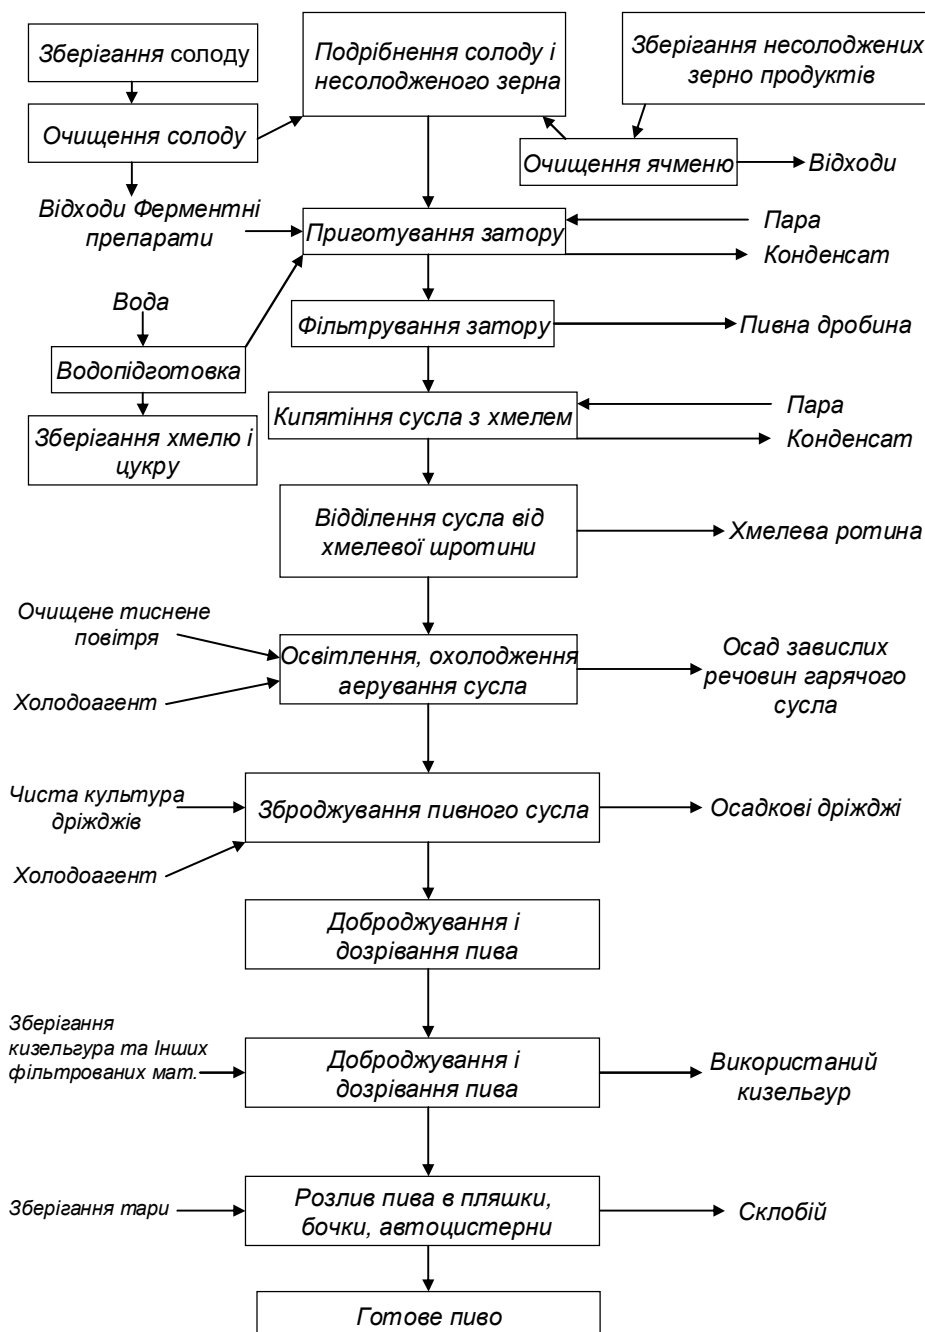 Зберігання солоду
Подрібнення солоду і
несолодженого зерна
Зберігання несолоджених
зерно продуктів
Очищення солоду
Очищення ячменю
Відходи
Відходи Ферментні
препарати
Приготування затору
Пара
Конденсат
Вода
Фільтрування затору
Пивна дробина
Водопідготовка
Кипятіння сусла з хмелем
Пара
Конденсат
Зберігання хмелю і
цукру
Відділення сусла від
хмелевої шротини
Хмелева ротина
Очищене тиснене
повітря
Холодоагент
Освітлення, охолодження
аерування сусла
Осад завислих
речовин гарячого
сусла
Чиста культура
дріжджів
Холодоагент
Зброджування пивного сусла
Осадкові дріжджі
Доброджування і
дозрівання пива
Зберігання
кизельгура та Інших
фільтрованих мат.
Доброджування і
дозрівання пива
Використаний
кизельгур
Зберігання тари
Розлив пива в пляшки,
бочки, автоцистерни
Склобій
Готове пиво